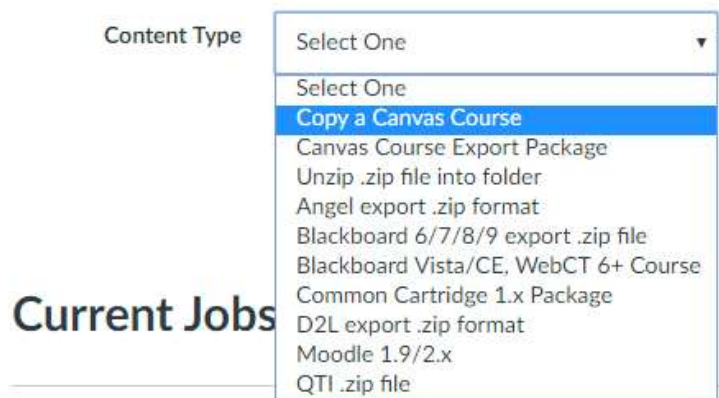 Content Type
Select One
Select One
Copy a Canvas Course
Canvas Course Export Package
Unzip .zip file into folder
Angel export .zip format
Blackboard 6/7/8/9 export .zip file
Blackboard Vista/CE, WebCT 6+ Course
Common Cartridge 1.x Package
Current Jobs
D2L export .zip format
Moodle 1.9/2.x
QTI .zip file